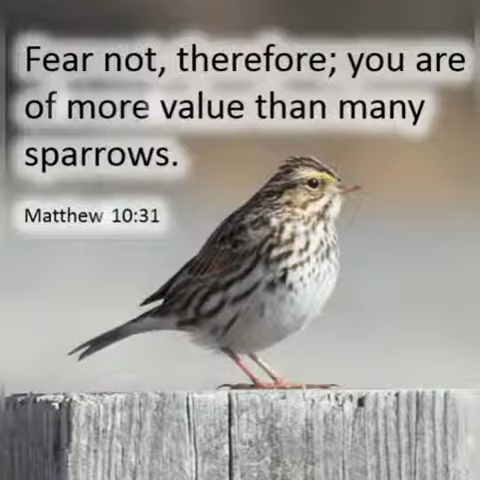 Fear not, therefore; you are
of more value than many
sparrows.
Matthew 10:31